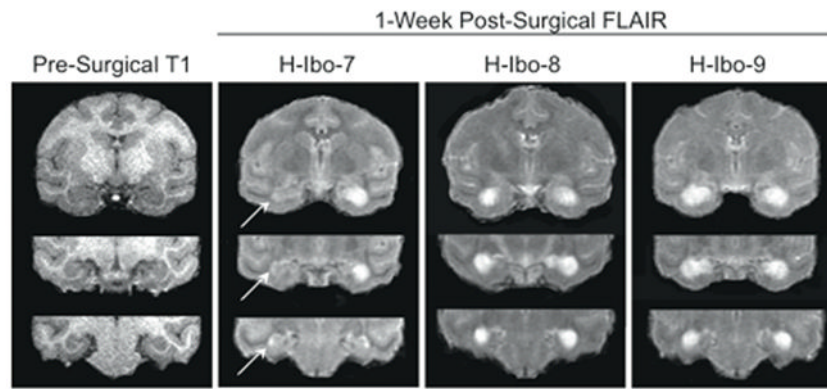 1-Week Post-Surgical FLAIR
Pre-Surgical T1
H-Ibo-7
H-Ibo-8
H-Ibo-9